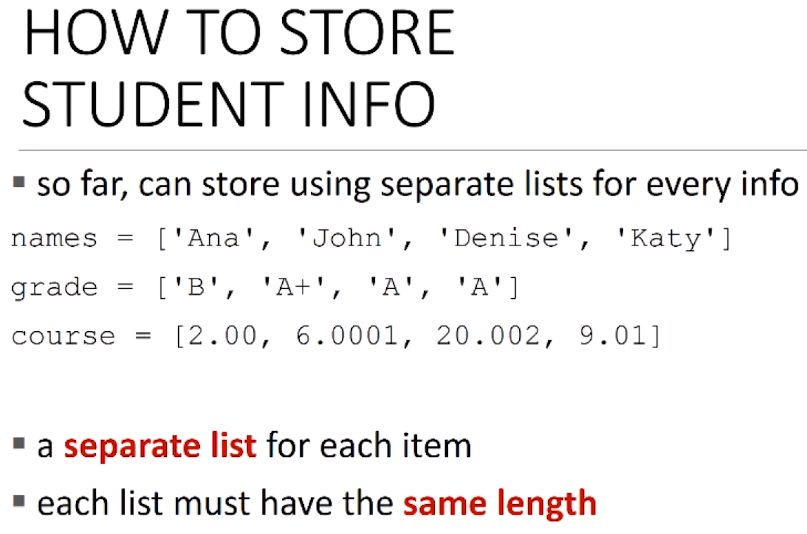 HOW TO STORE
STUDENT INFO
▪ so far, can store using separate lists for every info
names = ['Ana', 'John', 'Denise', 'Katy']
grade = ['B', 'A+', 'A', 'A']
course = [2.00, 6.0001, 20.002, 9.01]
▪ a separate list for each item
▪ each list must have the same length